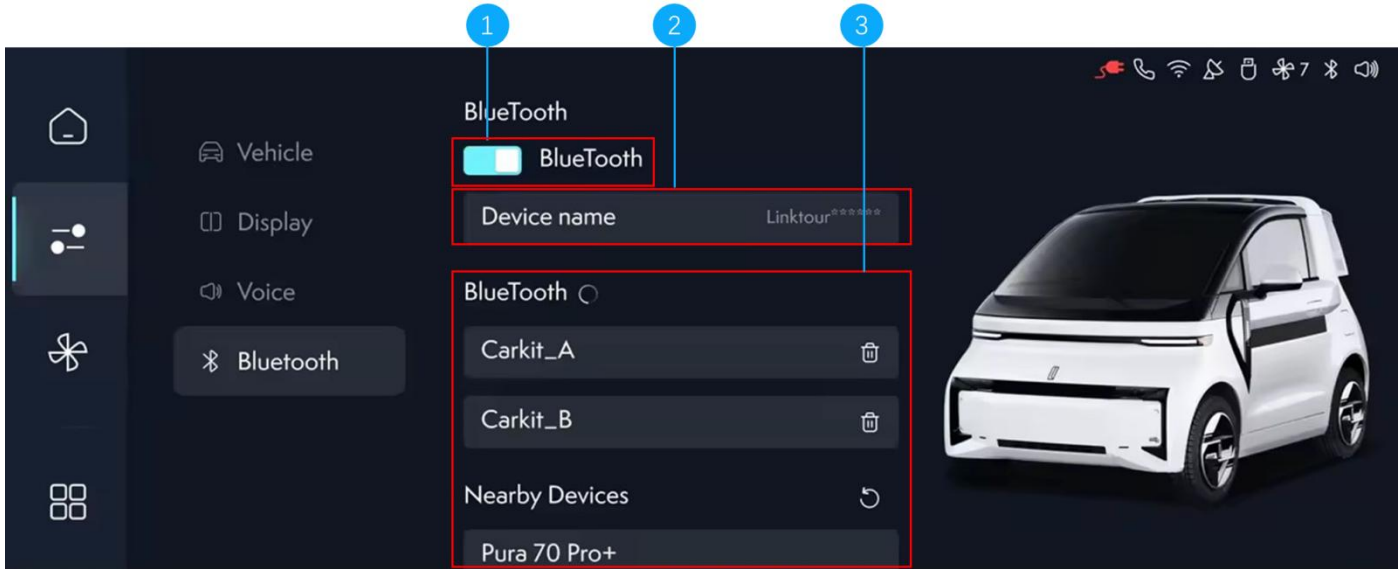 1 2 3
7
Vehicle
Display
Voice
Bluetooth
BlueTooth
BlueTooth
Device name Linktour******
BlueTooth
Carkit_A
Carkit_B
Nearby Devices
Pura 70 Pro+